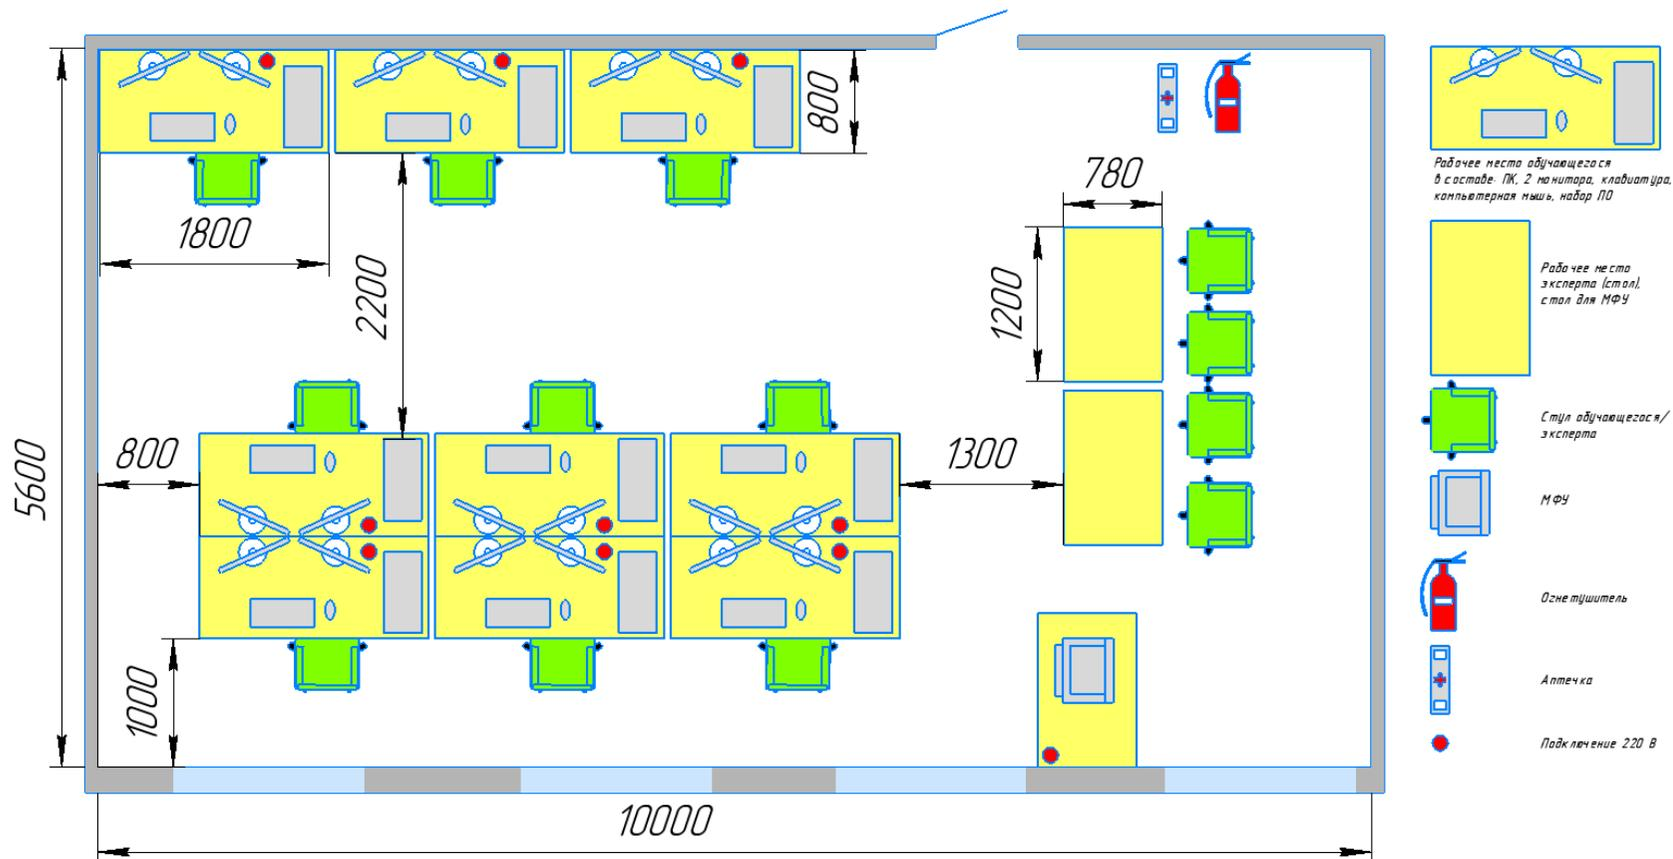 800
780
1800
2200
1200
5600
800
1300
1000
10000
Рабочее место обучающегося
в составе: ПК, 2 монитора, клавиатура,
компьютерная мышь, набор ПО
Рабочее место
эксперта (стол),
стол для МФУ
Стул обучающегося/
эксперта
МФУ
Огнетушитель
Аптечка
Подключение 220 В